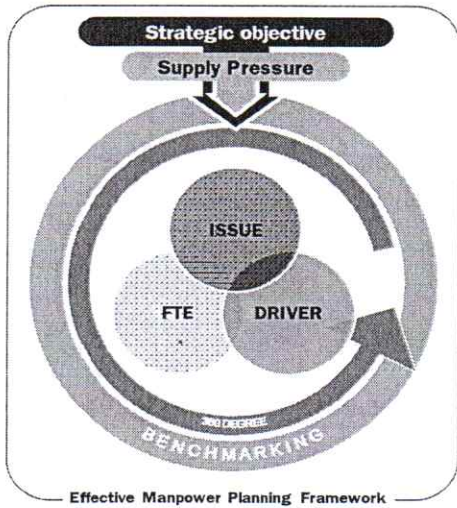 Strategic objective
Supply Pressure
ISSUE
FTE
DRIVER
360 DEGREE
BENCHMARKING
Effective Manpower Planning Framework